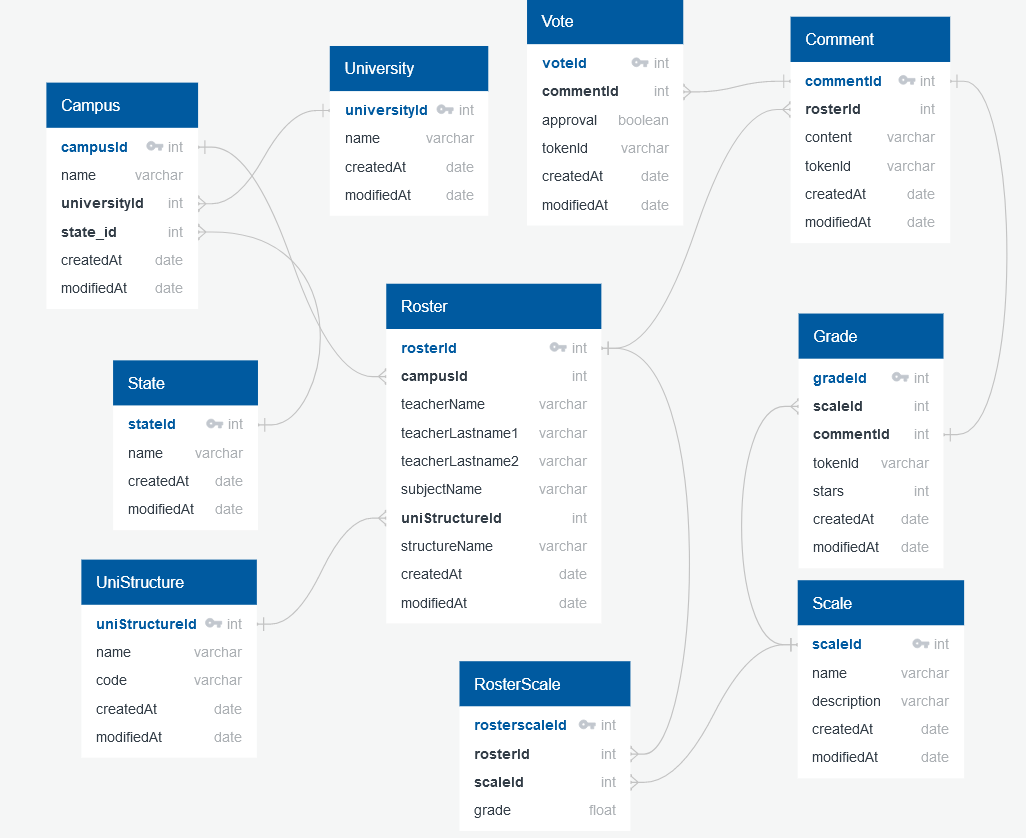 Vote
voteId int
commentId int
approval boolean
tokenId varchar
createdAt date
modifiedAt date
Comment
commentId int
rosterId int
content varchar
tokenId varchar
createdAt date
modifiedAt date
University
universityId int
name varchar
createdAt date
modifiedAt date
Campus
campusId int
name varchar
universityId int
state_id int
createdAt date
modifiedAt date
Roster
rosterId int
campusId int
teacherName varchar
teacherLastname1 varchar
teacherLastname2 varchar
subjectName varchar
uniStructureId int
structureName varchar
createdAt date
modifiedAt date
Grade
gradeId int
scaleId int
commentId int
tokenId varchar
stars int
createdAt date
modifiedAt date
State
stateId int
name varchar
createdAt date
modifiedAt date
UniStructure
uniStructureId int
name varchar
code varchar
createdAt date
modifiedAt date
Scale
scaleId int
name varchar
description varchar
createdAt date
modifiedAt date
RosterScale
rosterscaleId int
rosterId int
scaleId int
grade float